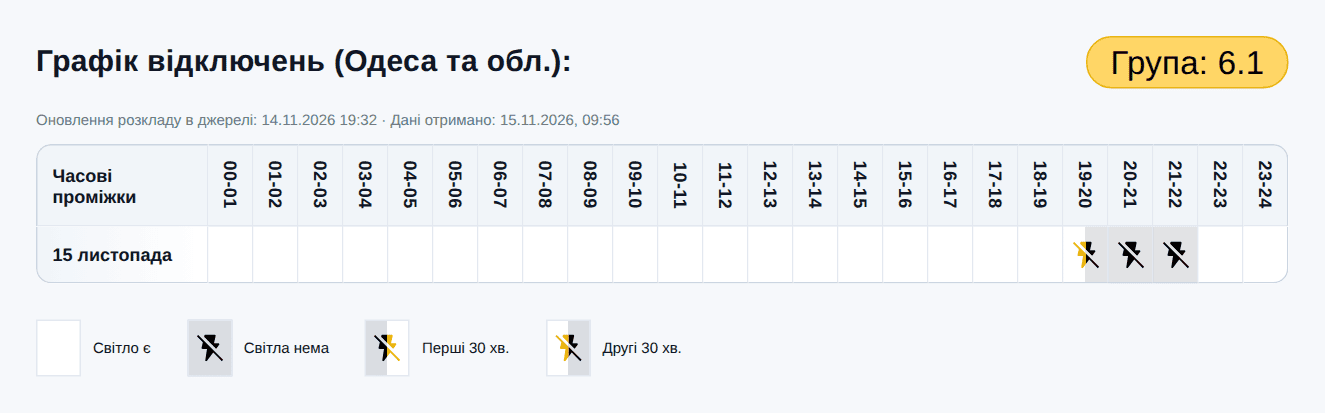 Графік відключень (Одеса та обл.):
Група: 6.1
Оновлення розкладу в джерелі: 14.11.2026 19:32 · Дані отримано: 15.11.2026, 09:56
Часові
проміжки
00-01
01-02
02-03
03-04
04-05
05-06
06-07
07-08
08-09
09-10
10-11
11-12
12-13
13-14
14-15
15-16
16-17
17-18
18-19
19-20
20-21
21-22
22-23
23-24
15 листопада
Світло є
Світла нема
Перші 30 хв.
Другі 30 хв.